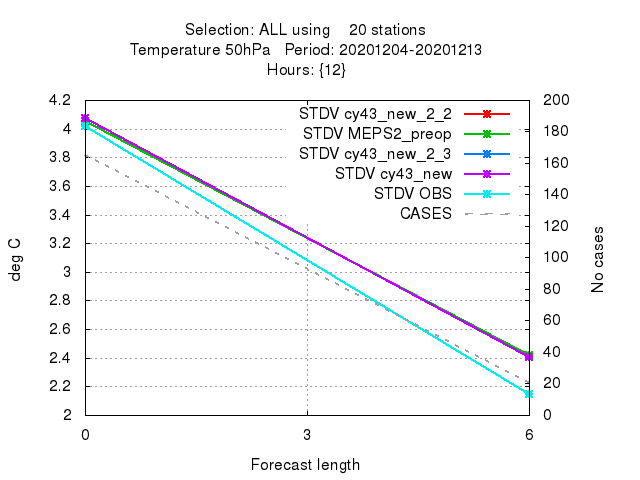 Selection: ALL using 20 stations
Temperature 50hPa Period: 20201204-20201213
Hours: {12}
4.2
4
3.8
3.6
3.4
3.2
3
2.8
2.6
2.4
2.2
2
deg C
STDV cy43_new_2_2
STDV MEPS2_preop
STDV cy43_new_2_3
STDV cy43_new
STDV OBS
CASES
200
180
160
140
120
100
80
60
40
20
0
No cases
0 3 6
Forecast length